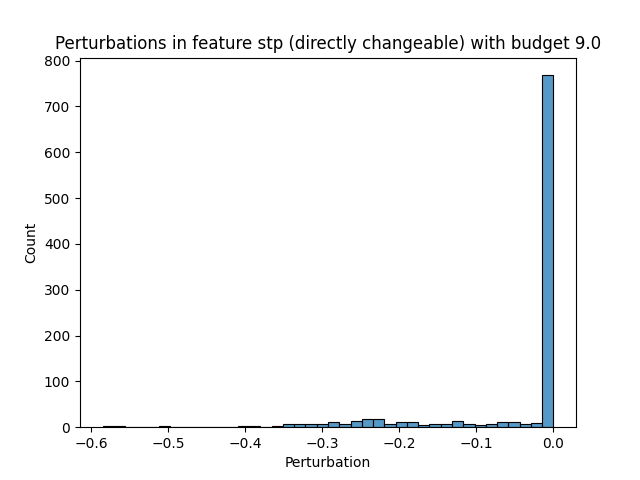 Perturbations in feature stp (directly changeable) with budget 9.0
800
700
600
500
400
300
200
100
0
Count
−0.6 −0.5 −0.4 −0.3 −0.2 −0.1 0.0
Perturbation